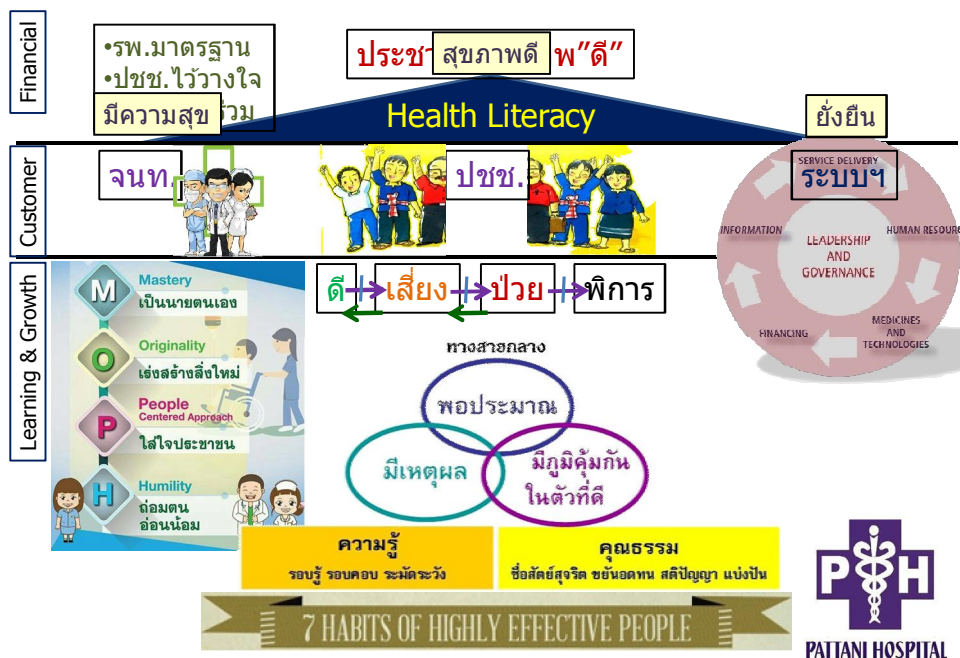 Financial
•รพ.มาตรฐาน
•ปชช.ไว้วางใจ
ร่วม
มีความสุข
ประชา
สุขภาพดี
พ”ดี”
Health Literacy
ยั่งยืน
Customer
จนท.
ปชช.
ระบบฯ
SERVICE DELIVERY
HUMAN RESOURC
MEDICINES
AND
TECHNOLOGIES
FINANCING
INFORMATION
LEADERSHIP
AND
GOVERNANCE
Learning & Growth
M
Mastery
เป็นนายตนเอง
O
Originality
เร่งสร้างสิ่งใหม่
P
People
Centered Approach
ใส่ใจประชาชน
H
Humility
ถ่อมตน
อ่อนน้อม
ดี
เสี่ยง
ป่วย
พิการ
ทางสายกลาง
พอประมาณ
มีเหตุผล
มีภูมิคุ้มกัน
ในตัวที่ดี
ความรู้
รอบรู้ รอบคอบ ระมัดระวัง
คุณธรรม
ซื่อสัตย์สุจริต ขยันอดทน สติปัญญา แบ่งปัน
7 HABITS OF HIGHLY EFFECTIVE PEOPLE
P H
PATTANI HOSPITAL